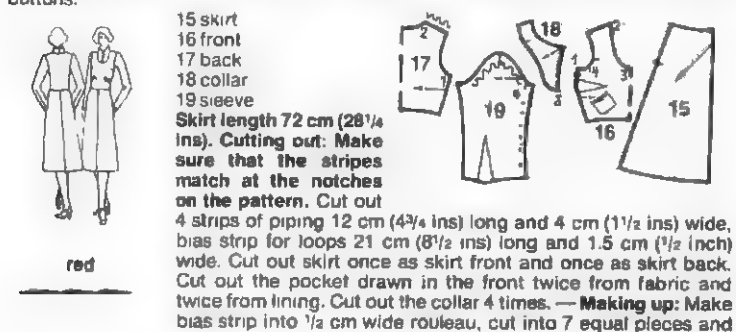 buttons.
15 skirt
16 front
17 back
18 collar
19 sleeve
Skirt length 72 cm (28¼
ins). Cutting out: Make
sure that the stripes
match at the notches
on the pattern. Cut out
4 strips of piping 12 cm (4¾ ins) long and 4 cm (1½ ins) wide,
bias strip for loops 21 cm (8½ ins) long and 1.5 cm (½ inch)
wide. Cut out skirt once as skirt front and once as skirt back.
Cut out the pocket drawn in the front twice from fabric and
twice from lining. Cut out the collar 4 times. — Making up: Make
bias strip into ½ cm wide rouleau, cut into 7 equal pieces and
red
2
17
1
19
18
3
2
1
4
3
16
15